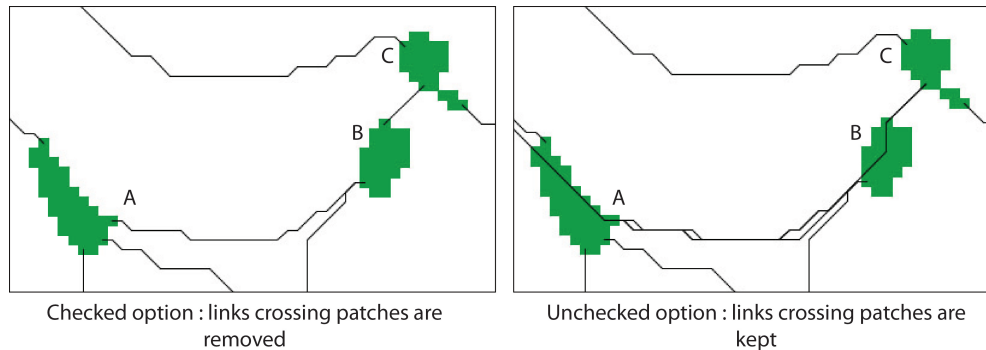 C
B
A
C
B
A
Checked option : links crossing patches are
removed
Unchecked option : links crossing patches are
kept